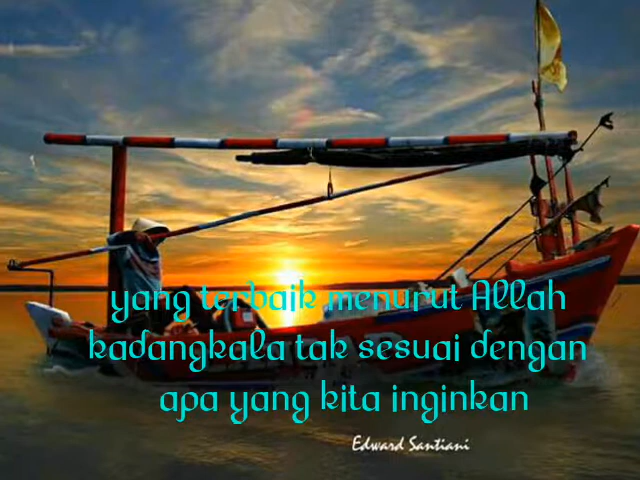 yang terbaik menurut Allah
kadangkala tak sesuai dengan
apa yang kita inginkan
Edward Santiani